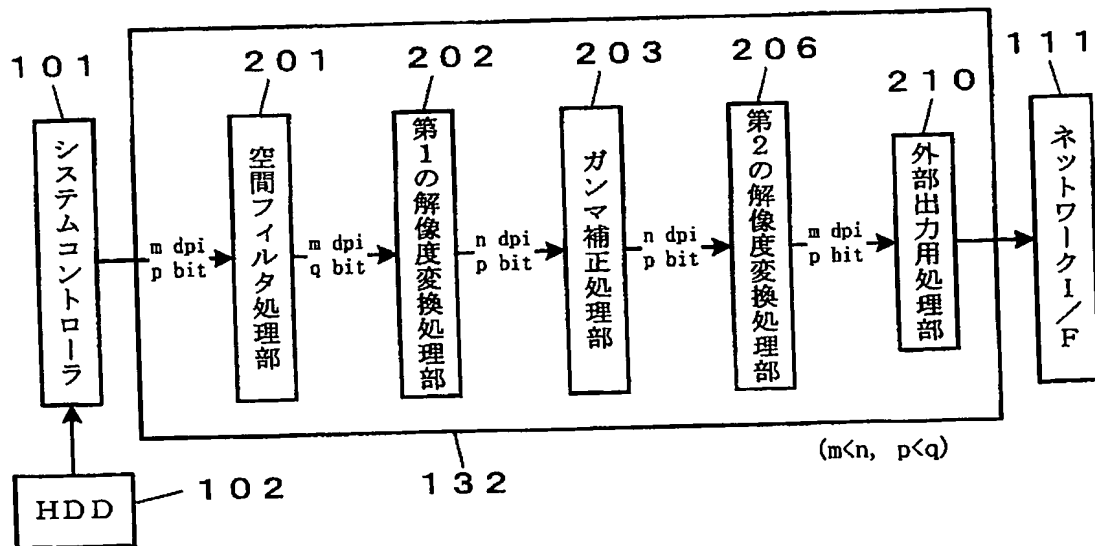 101
201
202
203
206
210
111
システムコントローラ
m dpi
p bit
空間フィルタ処理部
m dpi
q bit
第1の解像度変換処理部
n dpi
p bit
ガンマ補正処理部
n dpi
p bit
第2の解像度変換処理部
m dpi
p bit
外部出力用処理部
ネットワークI/F
(m<n, p<q)
HDD
102
132